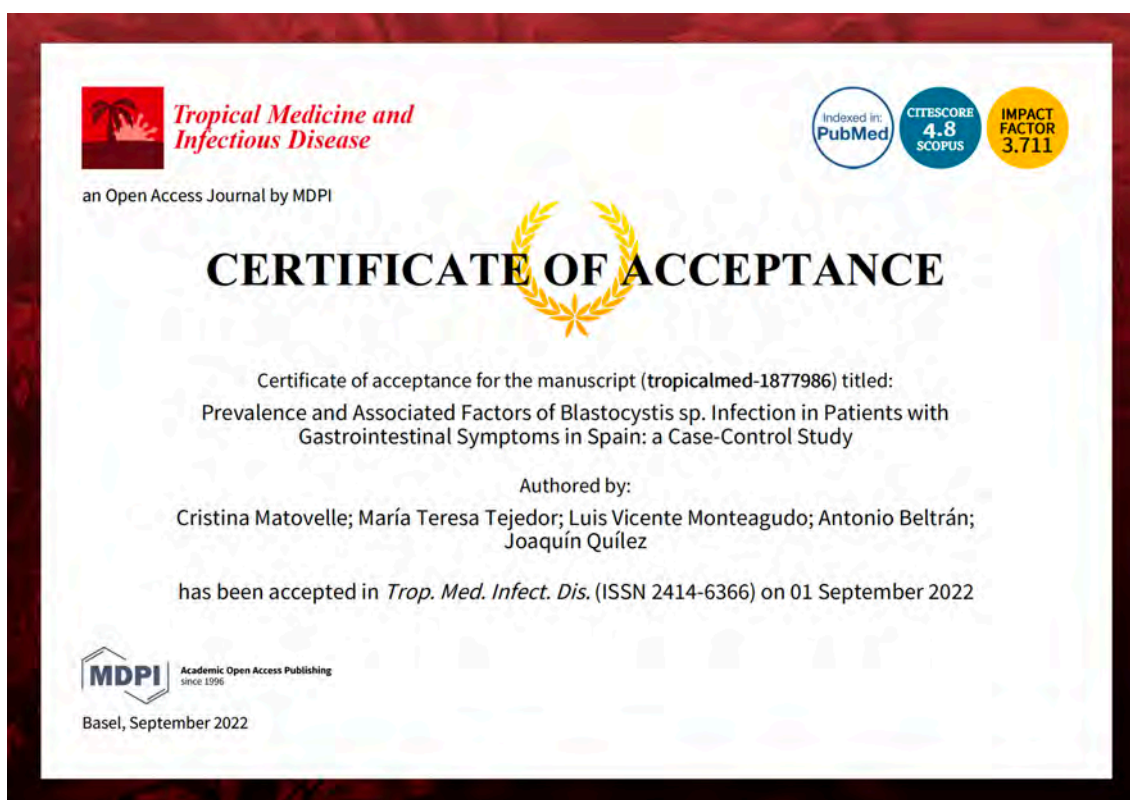 Tropical Medicine and
Infectious Disease
Indexed in:
PubMed
CITESCORE
4.8
SCOPUS
IMPACT
FACTOR
3.711
an Open Access Journal by MDPI
CERTIFICATE OF ACCEPTANCE
Certificate of acceptance for the manuscript (tropicalmed-1877986) titled:
Prevalence and Associated Factors of Blastocystis sp. Infection in Patients with
Gastrointestinal Symptoms in Spain: a Case-Control Study
Authored by:
Cristina Matovelle; María Teresa Tejedor; Luis Vicente Monteagudo; Antonio Beltrán;
Joaquín Quílez
has been accepted in Trop. Med. Infect. Dis. (ISSN 2414-6366) on 01 September 2022
MDPI
Academic Open Access Publishing
since 1996
Basel, September 2022